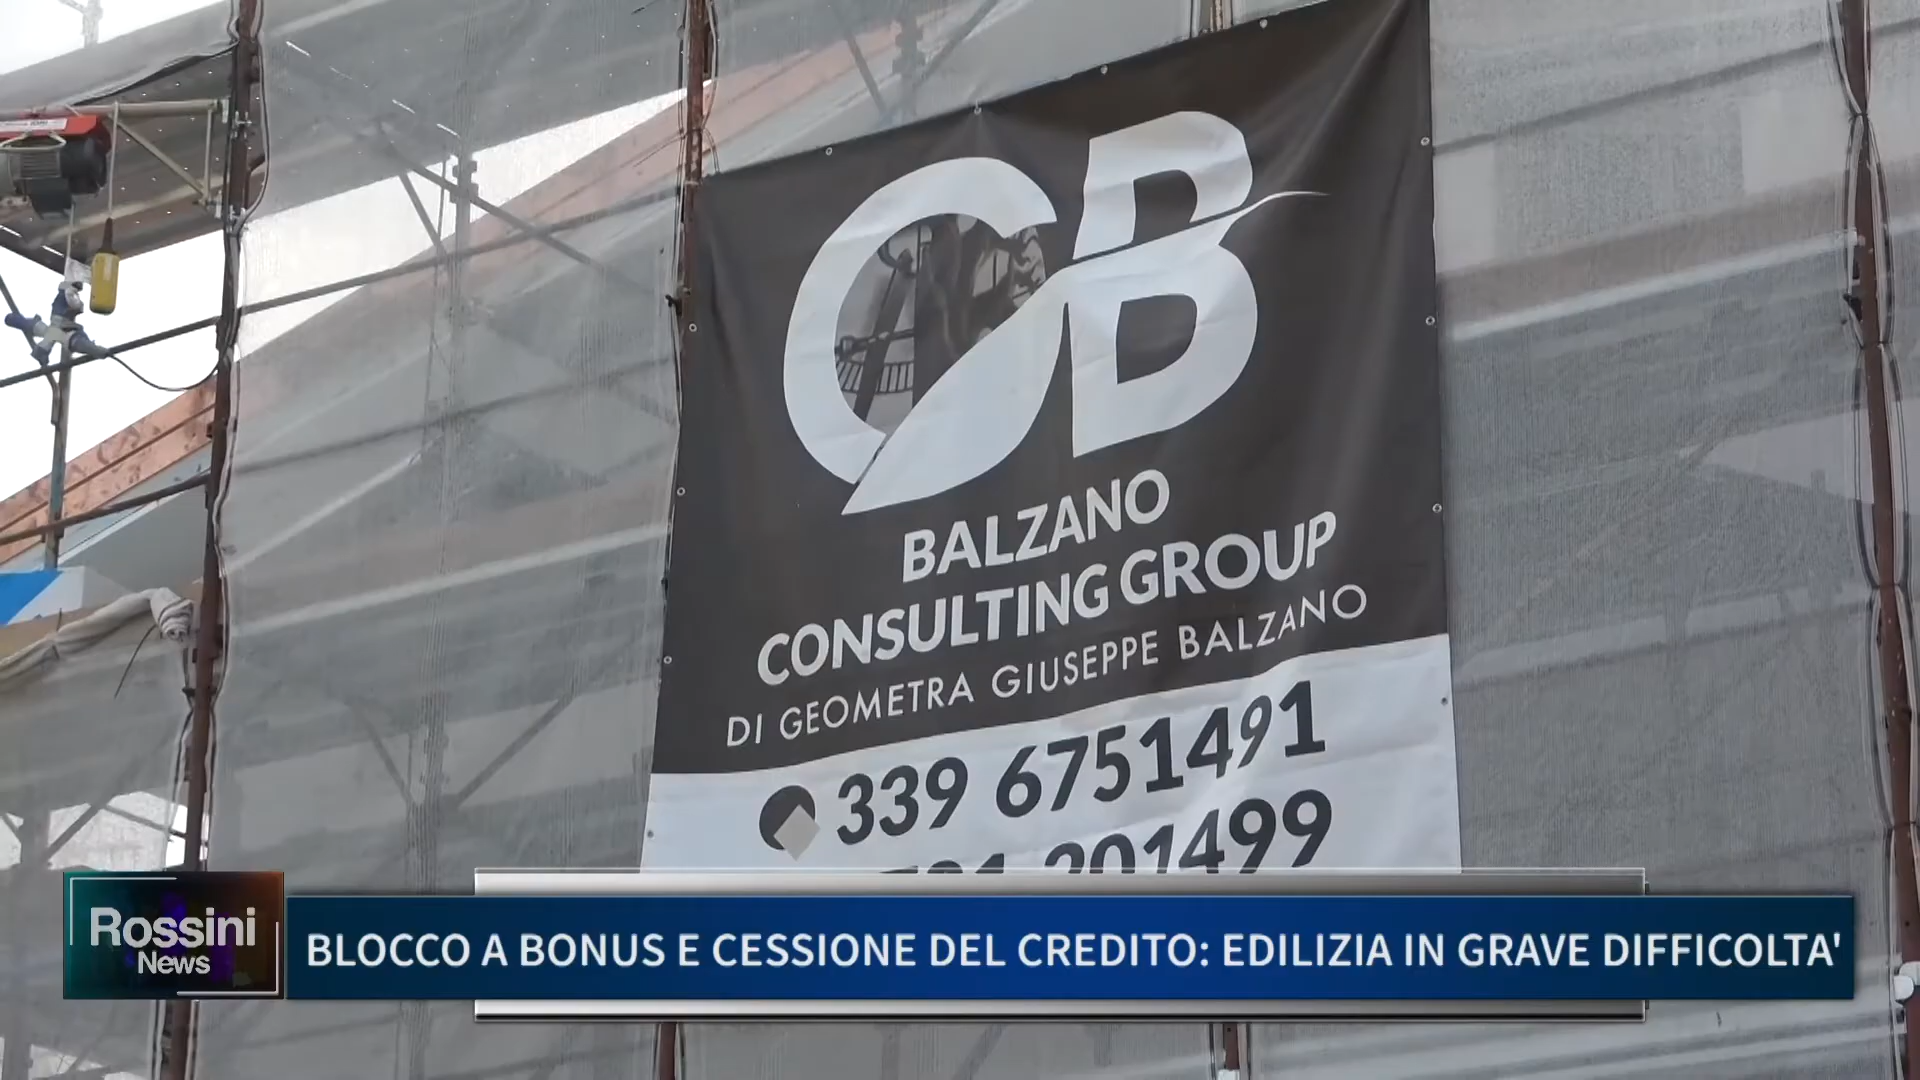 BALZANO
CONSULTING GROUP
DI GEOMETRA GIUSEPPE BALZANO
339 6751491
201499
Rossini
News
BLOCCO A BONUS E CESSIONE DEL CREDITO: EDILIZIA IN GRAVE DIFFICOLTA'